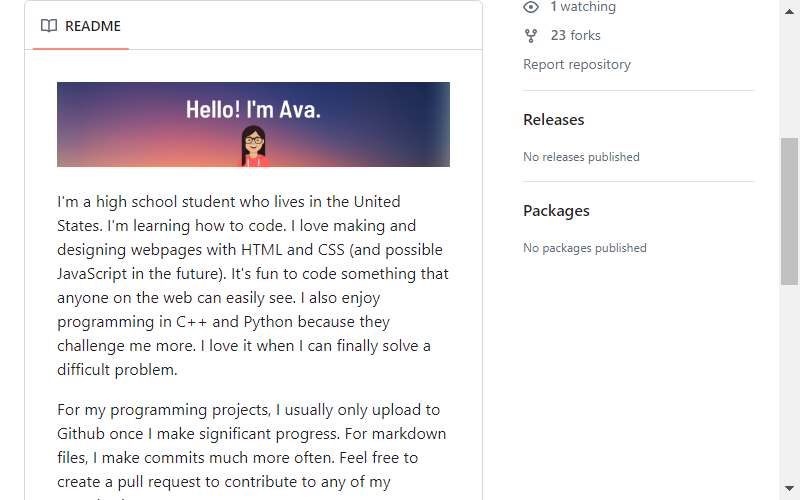 README
Hello! I'm Ava.
I'm a high school student who lives in the United
States. I'm learning how to code. I love making and
designing webpages with HTML and CSS (and possible
JavaScript in the future). It's fun to code something that
anyone on the web can easily see. I also enjoy
programming in C++ and Python because they
challenge me more. I love it when I can finally solve a
difficult problem.
For my programming projects, I usually only upload to
Github once I make significant progress. For markdown
files, I make commits much more often. Feel free to
create a pull request to contribute to any of my
1 watching
23 forks
Report repository
Releases
No releases published
Packages
No packages published